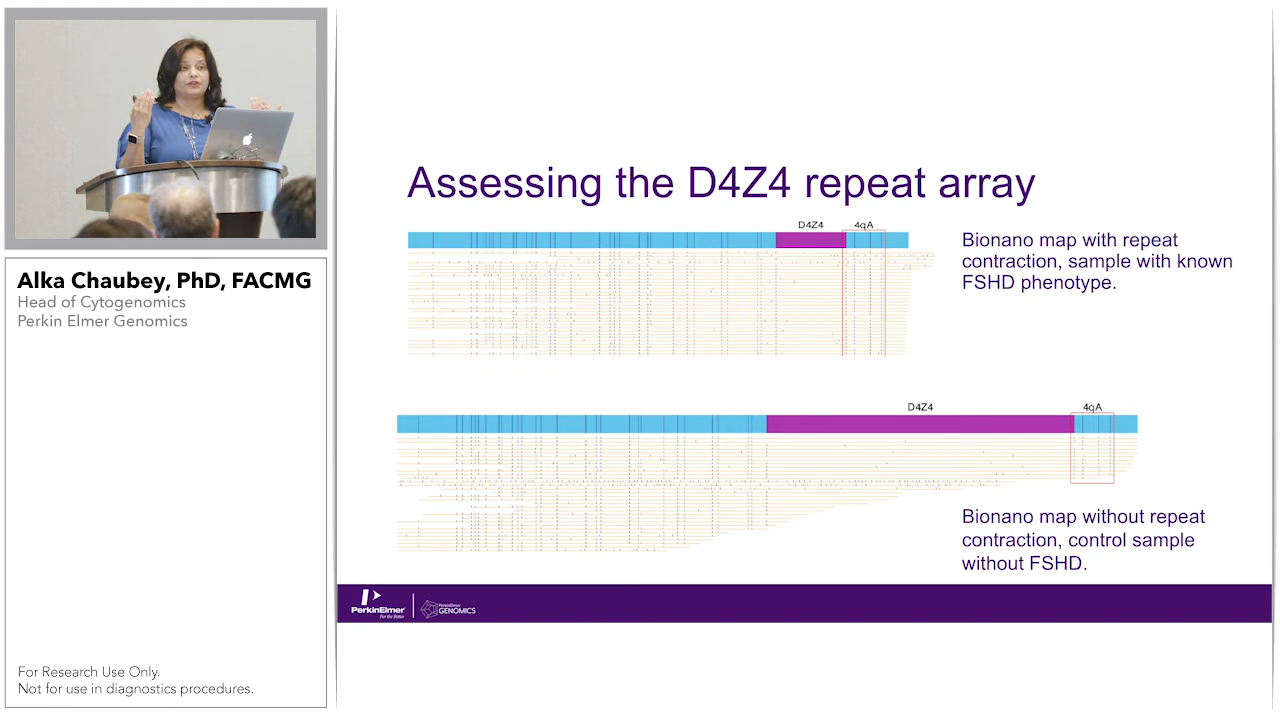 Alka Chaubey, PhD, FACMG
Head of Cytogenomics
Perkin Elmer Genomics
For Research Use Only.
Not for use in diagnostics procedures.
Assessing the D4Z4 repeat array
D4Z4
4qA
Bionano map with repeat
contraction, sample with known
FSHD phenotype.
D4Z4
4qA
Bionano map without repeat
contraction, control sample
without FSHD.
PerkinElmer
For the Better
PerkinElmer
GENOMICS